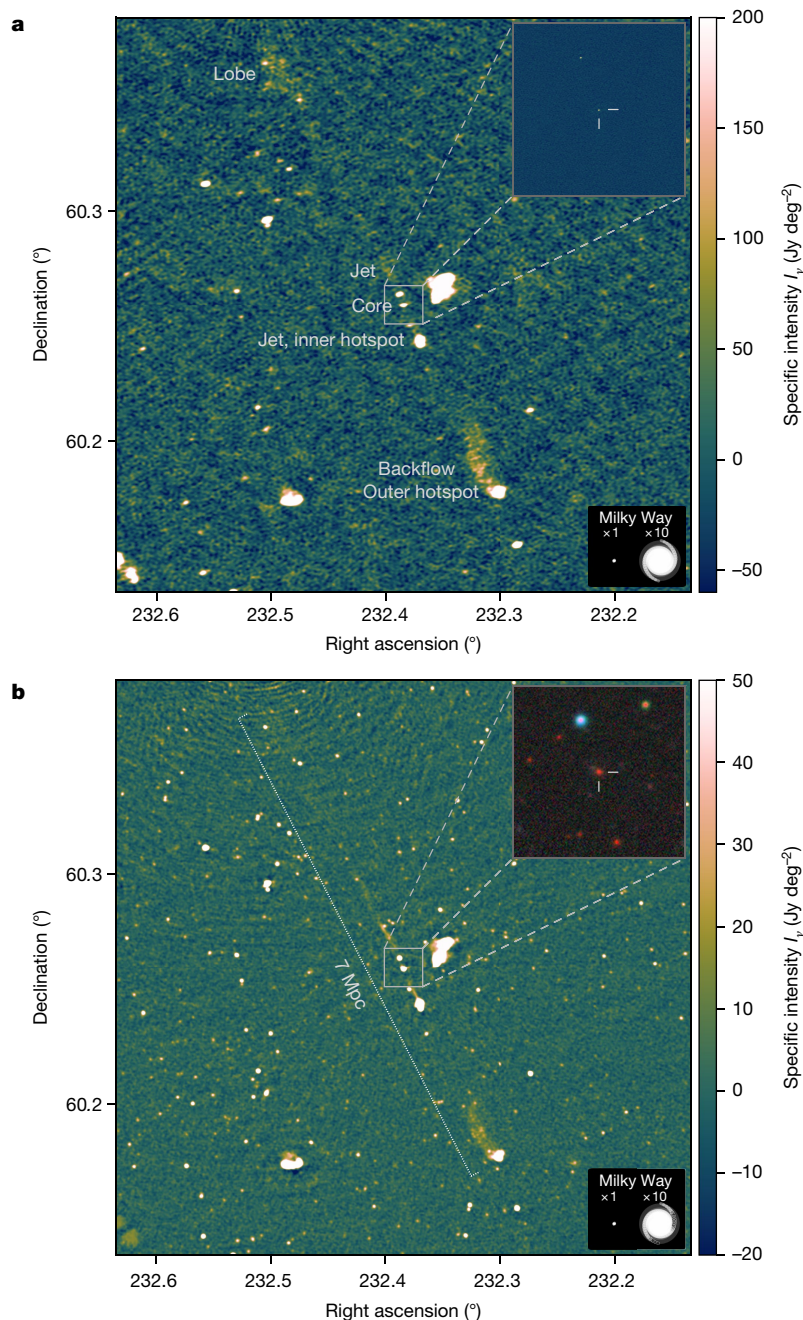 a
Lobe
Jet
Core
Jet, inner hotspot
Backflow
Outer hotspot
Milky Way
×1 ×10
60.3
60.2
Declination (°)
232.6 232.5 232.4 232.3 232.2
Right ascension (°)
200
150
100
50
0
−50
Specific intensity Iν (Jy deg−2)
b
7 Mpc
Milky Way
×1 ×10
60.3
60.2
Declination (°)
232.6 232.5 232.4 232.3 232.2
Right ascension (°)
50
40
30
20
10
0
−10
−20
Specific intensity Iν (Jy deg−2)